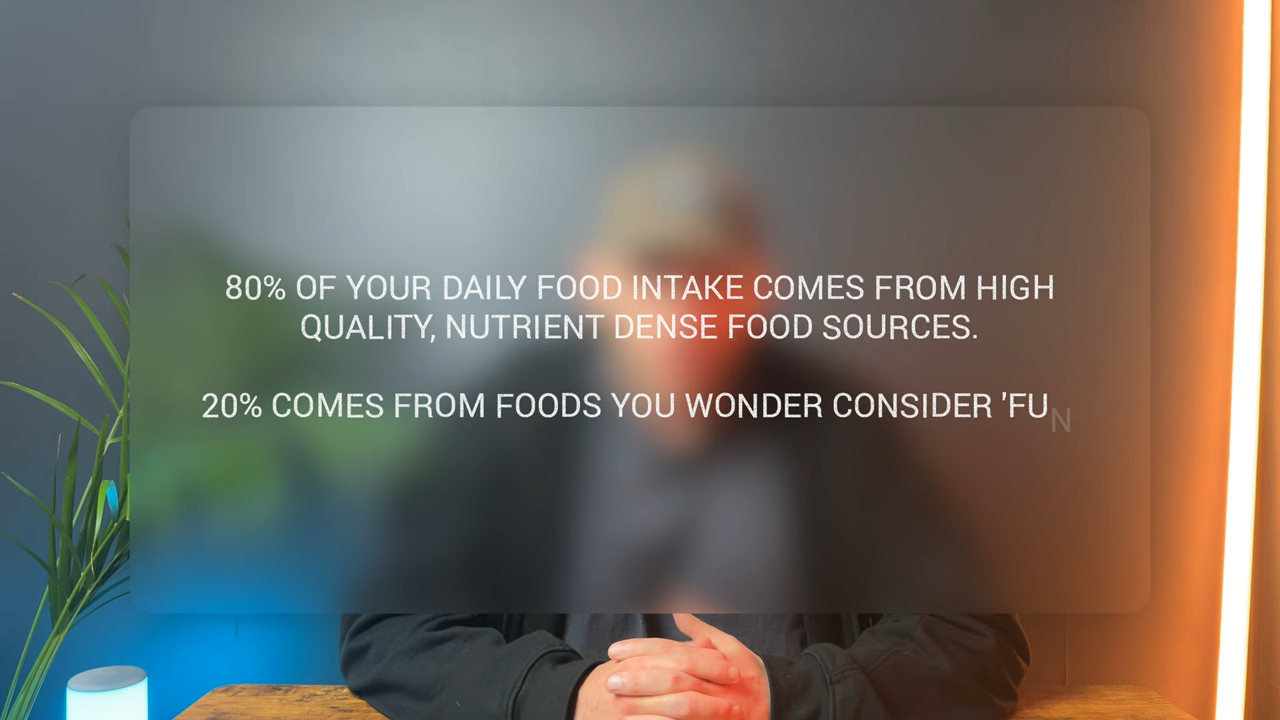 80% OF YOUR DAILY FOOD INTAKE COMES FROM HIGH
QUALITY, NUTRIENT DENSE FOOD SOURCES.
20% COMES FROM FOODS YOU WONDER CONSIDER 'FUN